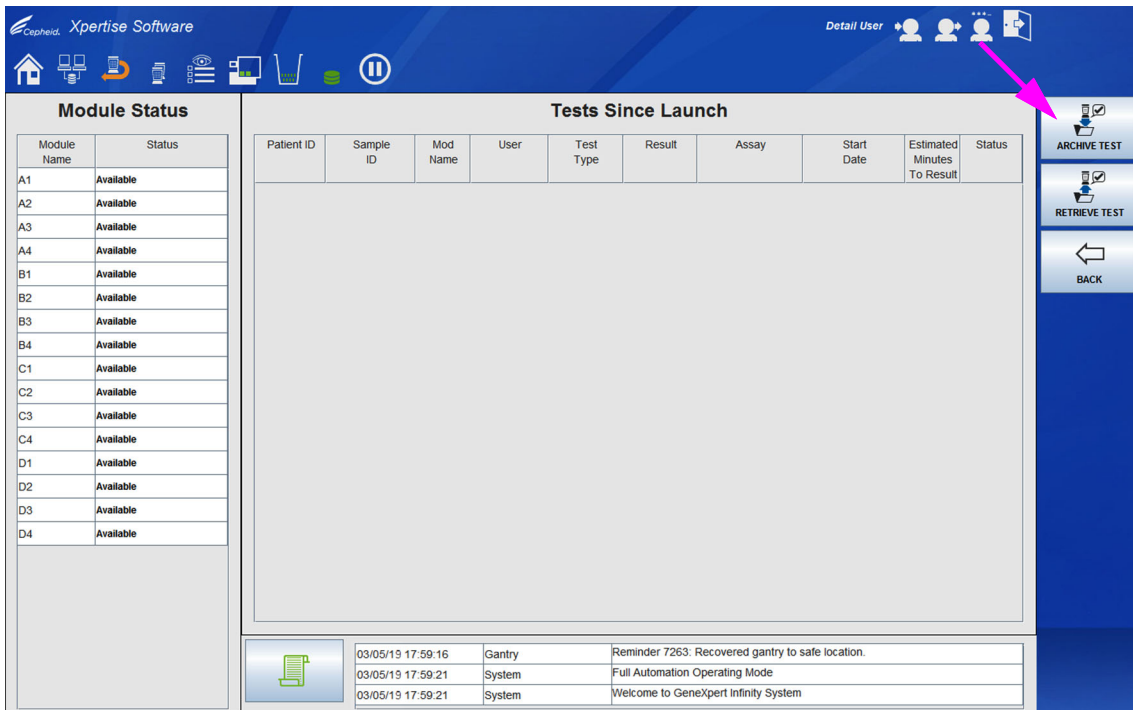 Cepheid. Xpertise Software
Detail User
Module Status
Module Name Status
A1 Available
A2 Available
A3 Available
A4 Available
B1 Available
B2 Available
B3 Available
B4 Available
C1 Available
C2 Available
C3 Available
C4 Available
D1 Available
D2 Available
D3 Available
D4 Available
Tests Since Launch
Patient ID Sample ID Mod Name User Test Type Result Assay Start Date Estimated Minutes To Result Status
03/05/19 17:59:16 Gantry Reminder 7263: Recovered gantry to safe location.
03/05/19 17:59:21 System Full Automation Operating Mode
03/05/19 17:59:21 System Welcome to GeneXpert Infinity System
ARCHIVE TEST
RETRIEVE TEST
BACK